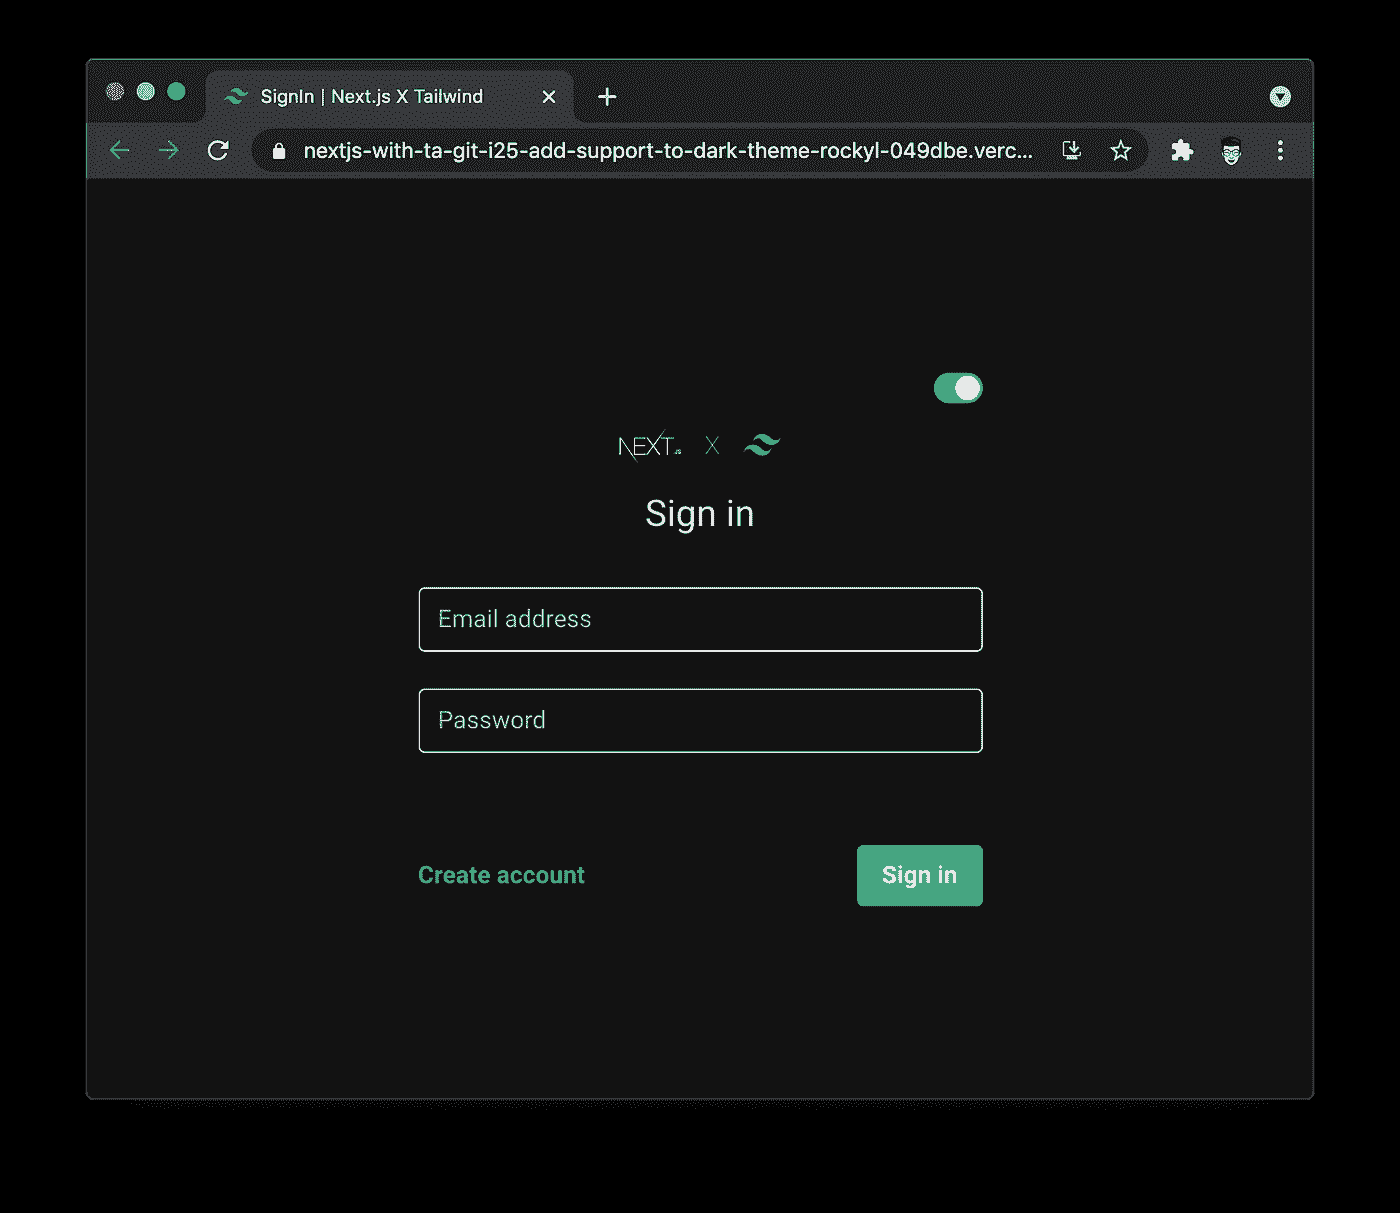 SignIn | Next.js X Tailwind
nextjs-with-ta-git-i25-add-support-to-dark-theme-rockyl-049dbe.verc...
NEXT.JS X
Sign in
Email address
Password
Create account
Sign in